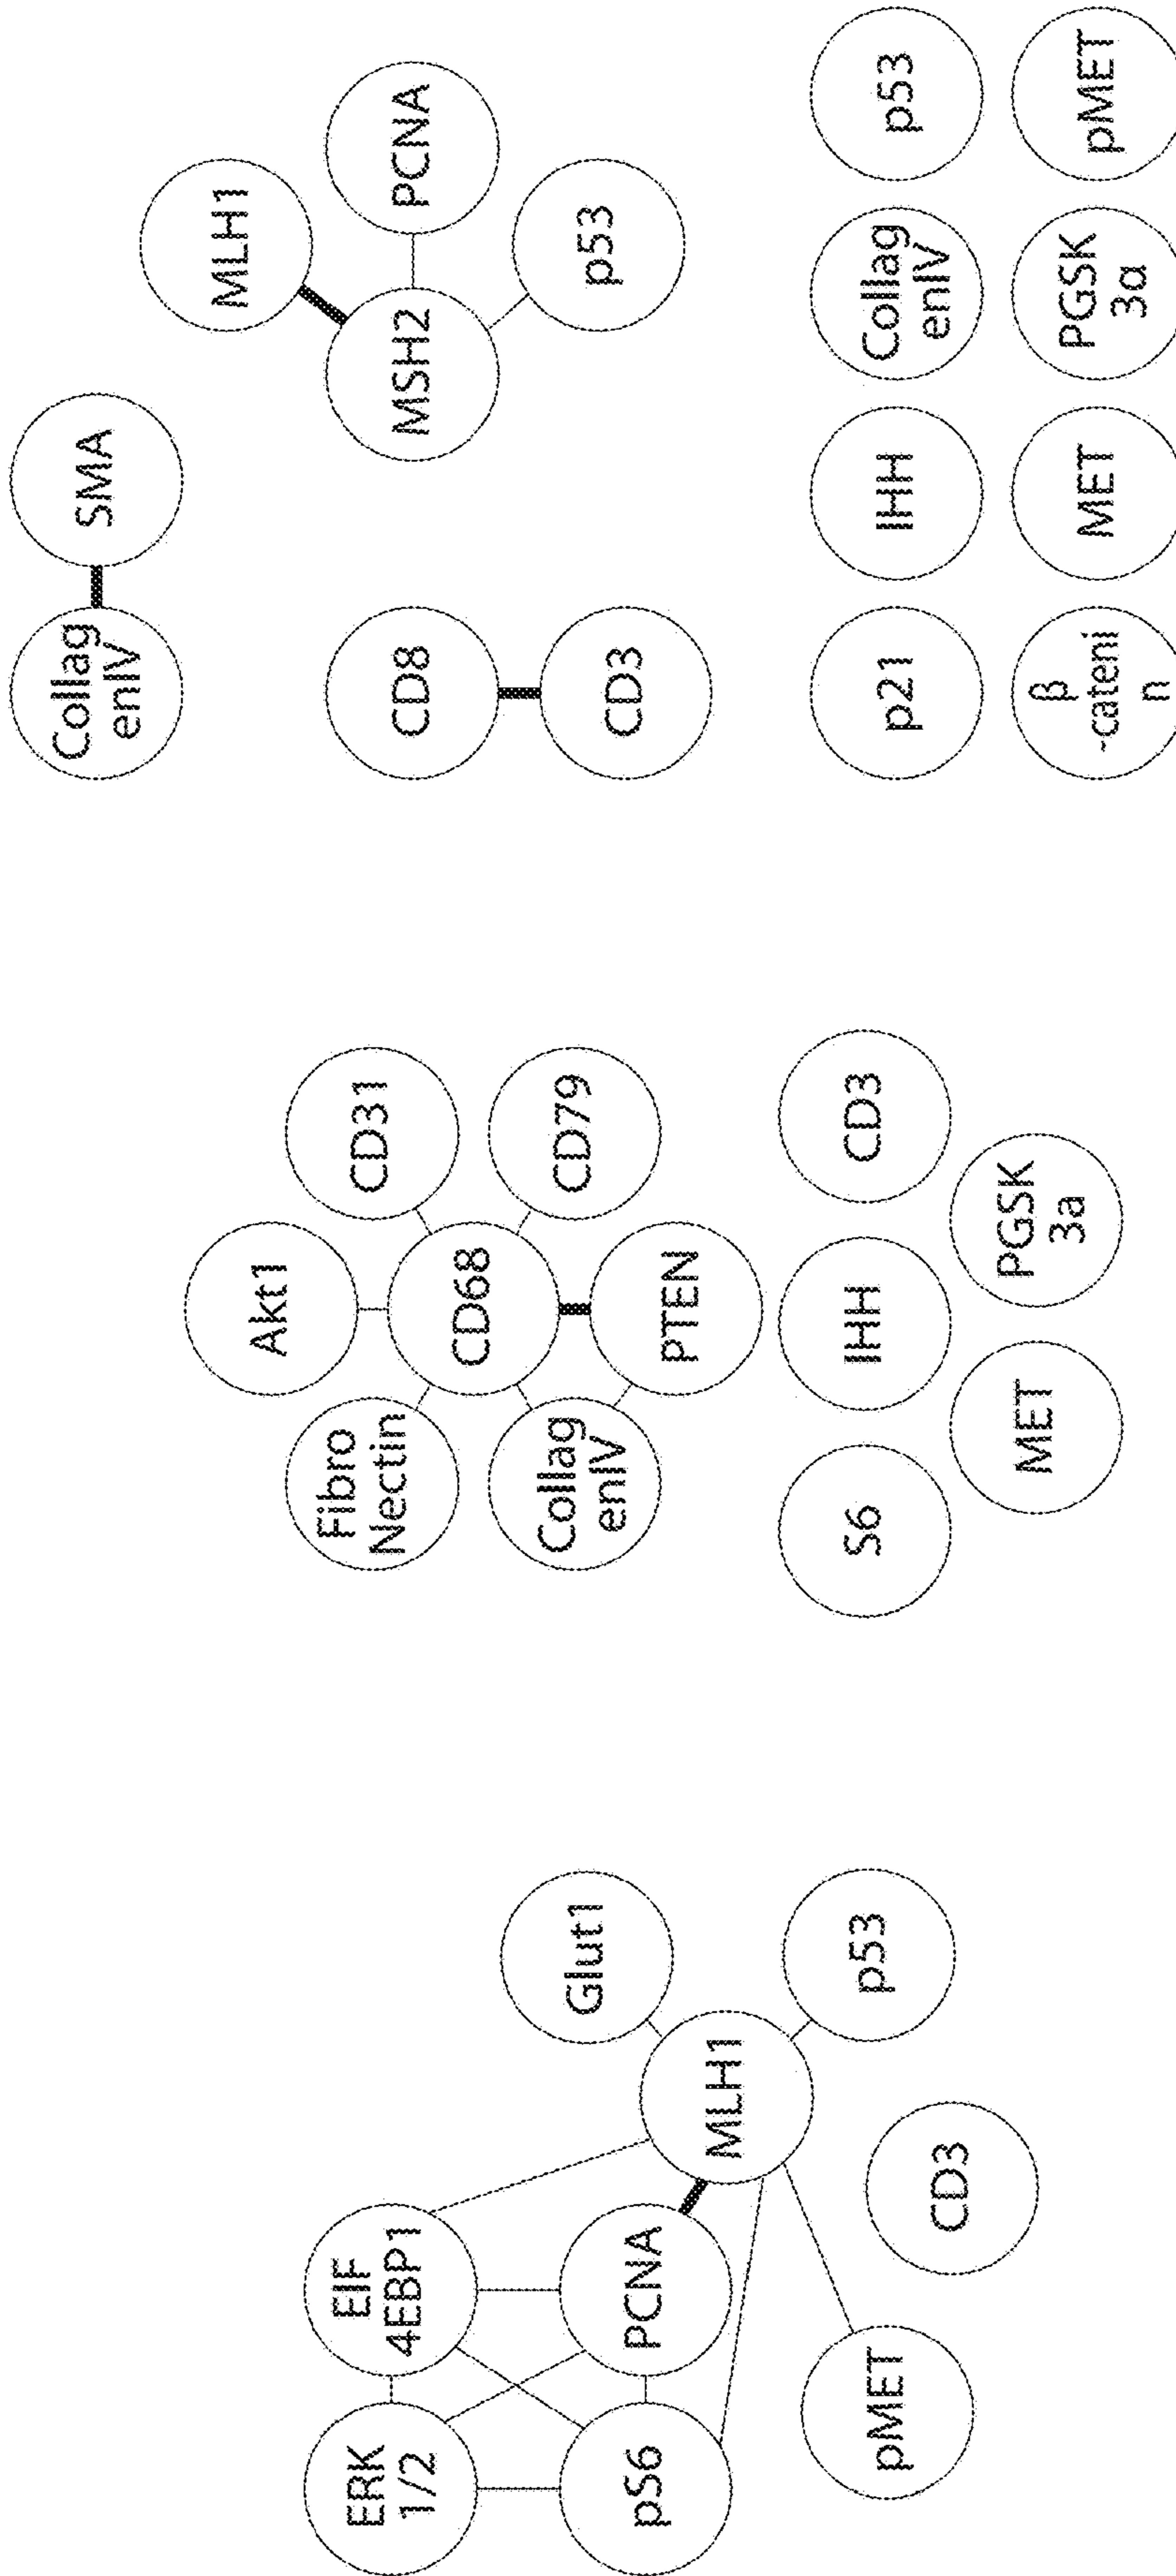 ERK
1/2
EIF
4EBP1
Glut1
pS6
PCNA
MLH1
p53
pMET
CD3
Akt1
Fibro
Nectin
CD31
CD68
Collag
enIV
CD79
PTEN
S6
IHH
CD3
MET
PGSK
3a
Collag
enIV
SMA
MLH1
CD8
MSH2
PCNA
CD3
p53
p21
IHH
Collag
enIV
p53
β
-cateni
n
MET
PGSK
3α
pMET